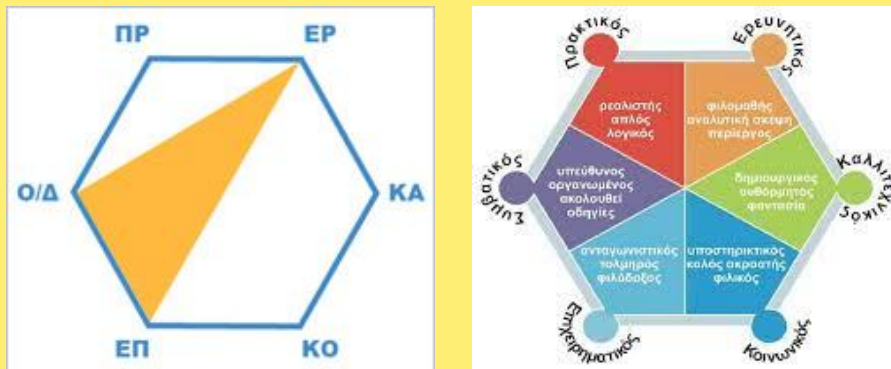 ΠΡ
ΕΡ
Ο/Δ
ΚΑ
ΕΠ
ΚΟ
Πρακτικός
Ερευνητικός
ρεαλιστής
απλός
λογικός
φιλομαθής
αναλυτική σκέψη
περίεργος
Συμβατικός
υπεύθυνος
οργανωμένος
ακολουθεί
οδηγίες
δημιουργικός
αυθόρμητος
φαντασία
Καλλιτεχνικός
ανταγωνιστικός
τολμηρός
φιλόδοξος
υποστηρικτικός
καλός ακροατής
φιλικός
Επιχειρηματικός
Κοινωνικός